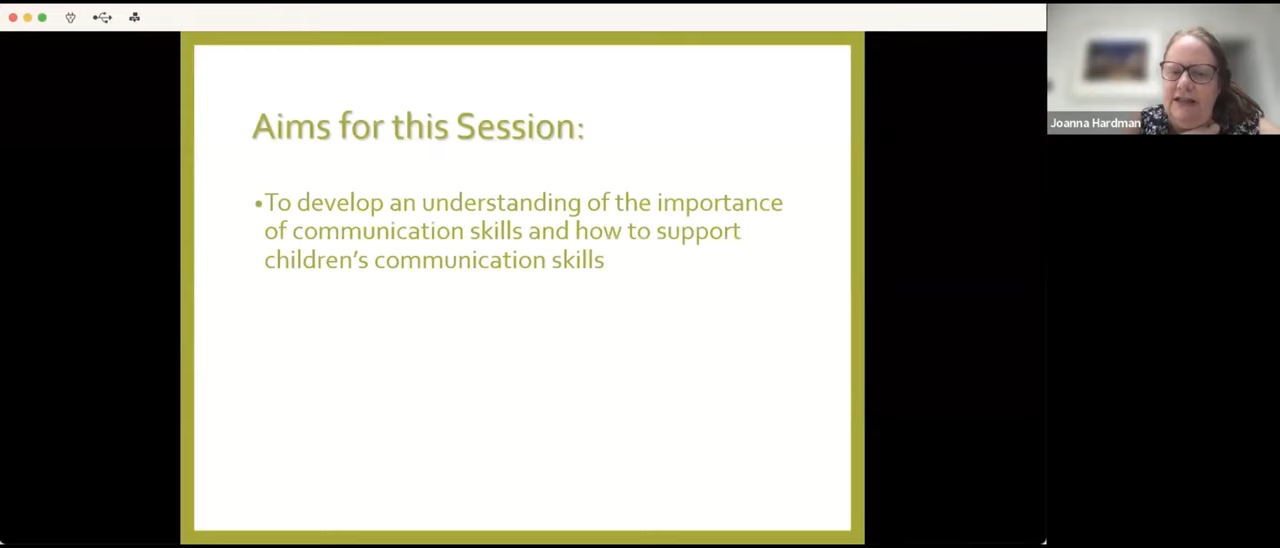 Aims for this Session:
•To develop an understanding of the importance
of communication skills and how to support
children’s communication skills
Joanna Hardman